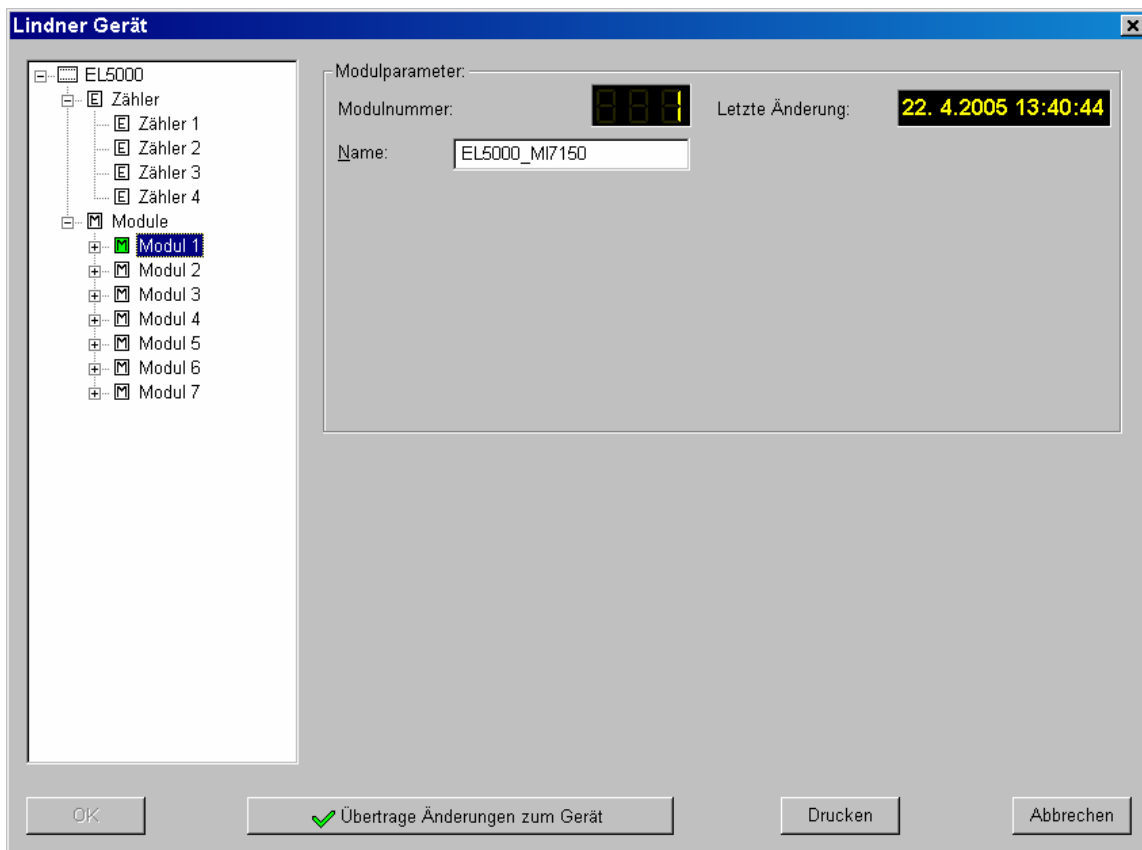 Lindner Gerät
EL5000
E Zähler
E Zähler 1
E Zähler 2
E Zähler 3
E Zähler 4
M Module
M Modul 1
M Modul 2
M Modul 3
M Modul 4
M Modul 5
M Modul 6
M Modul 7
Modulparameter:
Modulnummer: 1 Letzte Änderung: 22. 4.2005 13:40:44
Name: EL5000_MI7150
OK Übertrage Änderungen zum Gerät Drucken Abbrechen